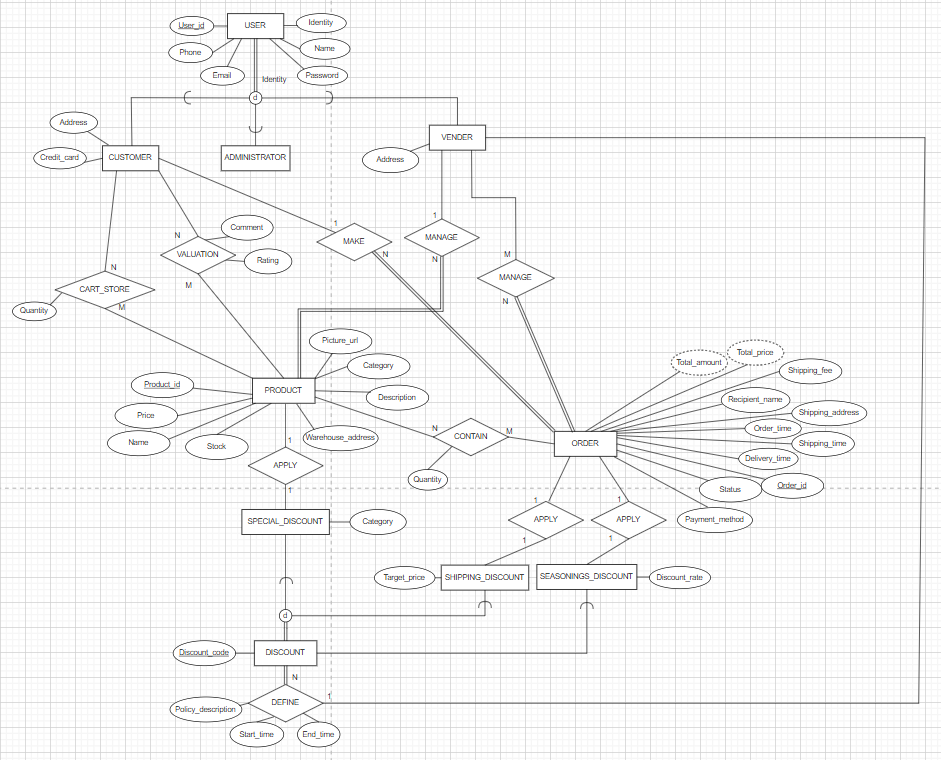 USER
User_id
Identity
Phone
Name
Email
Password
Identity
d
Address
CUSTOMER
Credit_card
ADMINISTRATOR
VENDER
Address
1
1
MAKE
N
MANAGE
N
M
MANAGE
N
N
VALUATION
M
Comment
Rating
N
CART_STORE
M
Quantity
Picture_url
Category
Description
Product_id
PRODUCT
Price
Name
Stock
Warehouse_address
1
APPLY
1
N
CONTAIN
M
Quantity
Total_amount
Total_price
Shipping_fee
Recipient_name
Shipping_address
Order_time
Shipping_time
ORDER
Delivery_time
Order_id
Status
Payment_method
1
APPLY
1
1
APPLY
1
SPECIAL_DISCOUNT
Category
Target_price
SHIPPING_DISCOUNT
SEASONINGS_DISCOUNT
Discount_rate
d
Discount_code
DISCOUNT
N
1
DEFINE
Policy_description
Start_time
End_time